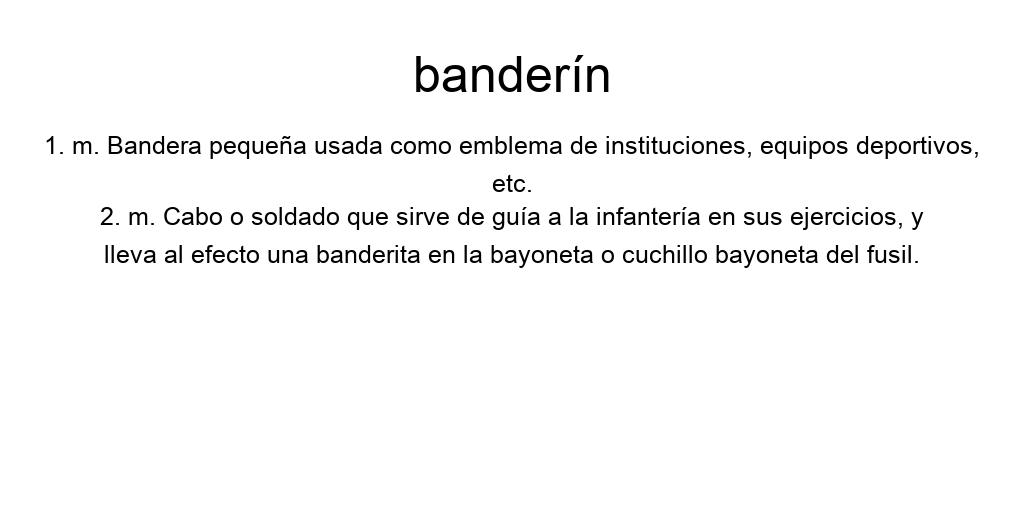 banderín
1. m. Bandera pequeña usada como emblema de instituciones, equipos deportivos,
etc.
2. m. Cabo o soldado que sirve de guía a la infantería en sus ejercicios, y
lleva al efecto una banderita en la bayoneta o cuchillo bayoneta del fusil.